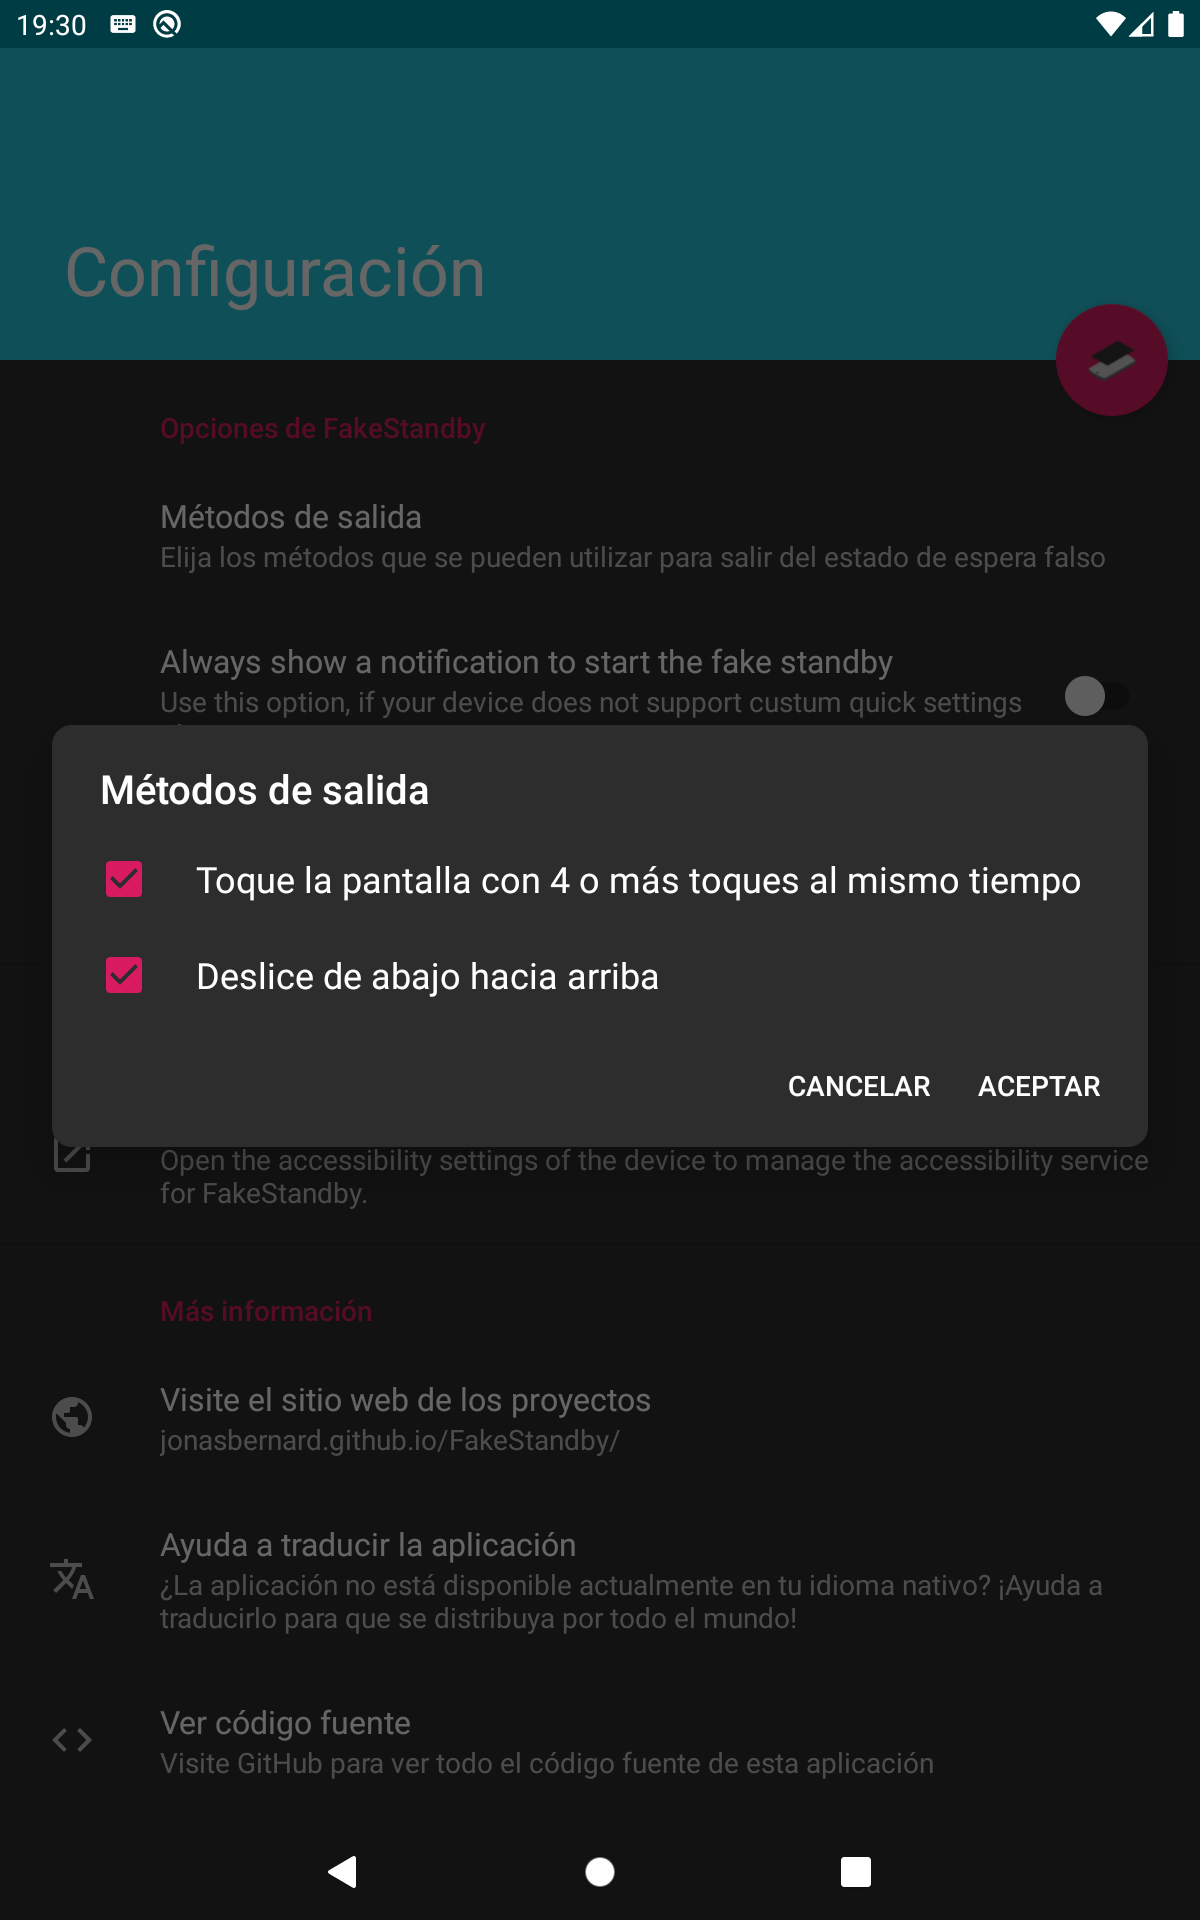 19:30
Configuración
Opciones de FakeStandby
Métodos de salida
Elija los métodos que se pueden utilizar para salir del estado de espera falso
Always show a notification to start the fake standby
Use this option, if your device does not support custum quick settings
Métodos de salida
Toque la pantalla con 4 o más toques al mismo tiempo
Deslice de abajo hacia arriba
CANCELAR ACEPTAR
Open the accessibility settings of the device to manage the accessibility service
for FakeStandby.
Más información
Visite el sitio web de los proyectos
jonasbernard.github.io/FakeStandby/
Ayuda a traducir la aplicación
¿La aplicación no está disponible actualmente en tu idioma nativo? ¡Ayuda a
traducirlo para que se distribuya por todo el mundo!
Ver código fuente
Visite GitHub para ver todo el código fuente de esta aplicación